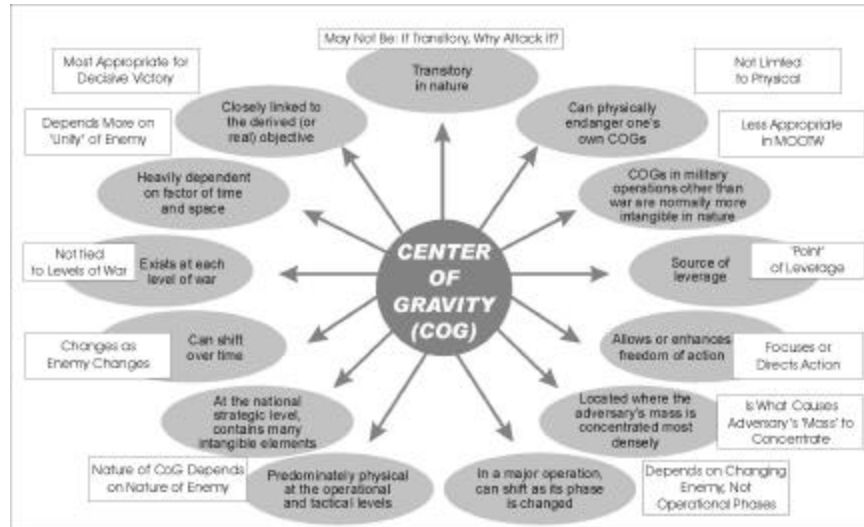 May Not Be: If Transitory, Why Attack It?
Transitory
in nature
Most Appropriate for
Decisive Victory
Closely linked to
the derived (or
real) objective
Can physically
endanger one's
own COGs
Not Limited
to Physical
Depends More on
'Unity' of Enemy
Less Appropriate
in MOOTW
Heavily dependent
on factor of time
and space
COGs in military
operations other than
war are normally more
intangible in nature
Not tied
to Levels of War
Exists at each
level of war
CENTER
OF
GRAVITY
(COG)
Source of
leverage
'Point'
of Leverage
Changes as
Enemy Changes
Can shift
over time
Allows or enhances
freedom of action
Focuses or
Directs Action
At the national
strategic level,
contains many
intangible elements
Located where the
adversary's mass is
concentrated most
densely
Is What Causes
Adversary's 'Mass' to
Concentrate
Nature of CoG Depends
on Nature of Enemy
Predominately physical
at the operational
and tactical levels
In a major operation,
can shift as its phase
is changed
Depends on Changing
Enemy, Not
Operational Phases